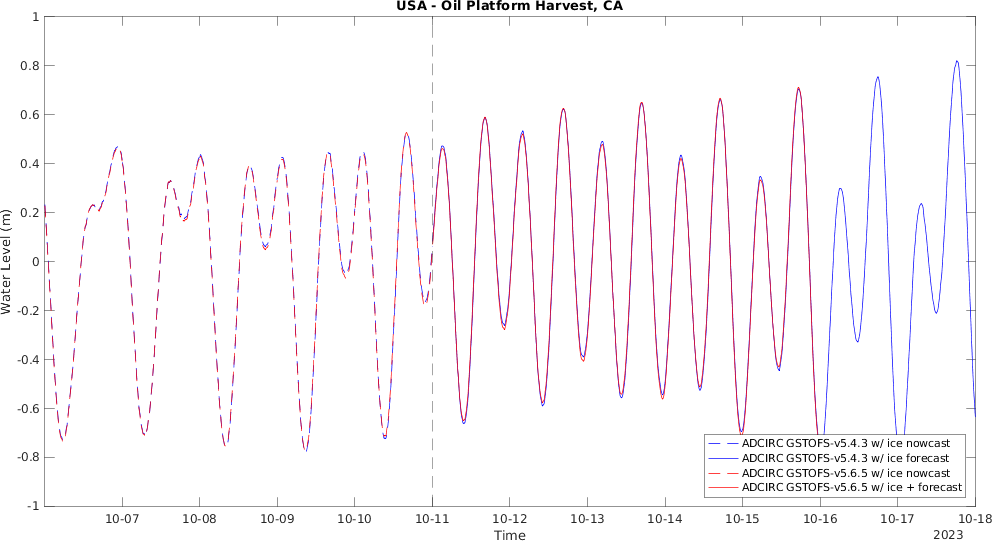 USA - Oil Platform Harvest, CA
1
0.8
0.6
0.4
0.2
0
-0.2
-0.4
-0.6
-0.8
-1
Water Level (m)
ADCIRC GSTOFS-v5.4.3 w/ ice nowcast
ADCIRC GSTOFS-v5.4.3 w/ ice forecast
ADCIRC GSTOFS-v5.6.5 w/ ice nowcast
ADCIRC GSTOFS-v5.6.5 w/ ice + forecast
10-07 10-08 10-09 10-10 10-11 10-12 10-13 10-14 10-15 10-16 10-17 10-18
Time
2023